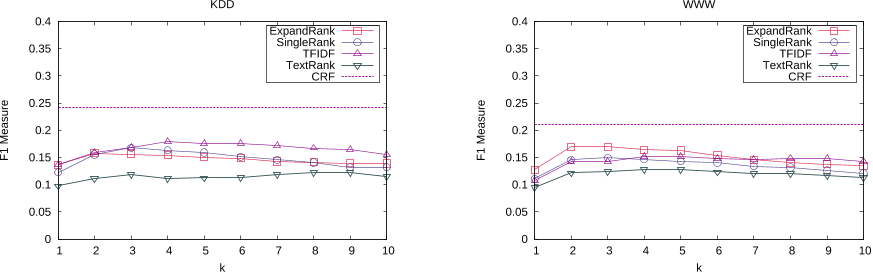 KDD
0.4
0.35
0.3
0.25
0.2
0.15
0.1
0.05
0
F1 Measure
ExpandRank
SingleRank
TFIDF
TextRank
CRF
1 2 3 4 5 6 7 8 9 10
k
WWW
0.4
0.35
0.3
0.25
0.2
0.15
0.1
0.05
0
F1 Measure
ExpandRank
SingleRank
TFIDF
TextRank
CRF
1 2 3 4 5 6 7 8 9 10
k